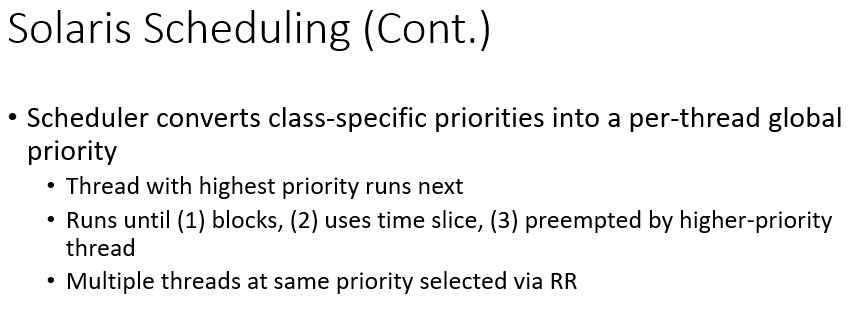 Solaris Scheduling (Cont.)
• Scheduler converts class-specific priorities into a per-thread global
priority
• Thread with highest priority runs next
• Runs until (1) blocks, (2) uses time slice, (3) preempted by higher-priority
thread
• Multiple threads at same priority selected via RR